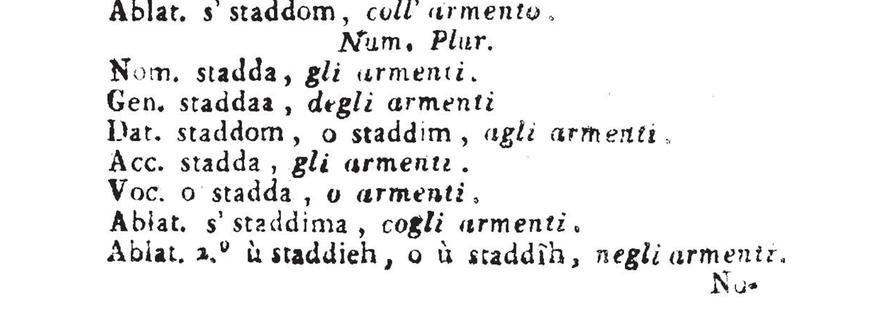 Ablat. s' staddom, coll' armento.
Num. Plur.
Nom. stadda, gli armenti.
Gen. staddaa, degli armenti
Dat. staddom, o staddim, agli armenti.
Acc. stadda, gli armenti.
Voc. o stadda, o armenti.
Ablat. s' staddima, cogli armenti.
Ablat. 2.º ù staddieh, o ù staddîh, negli armenti.
No-